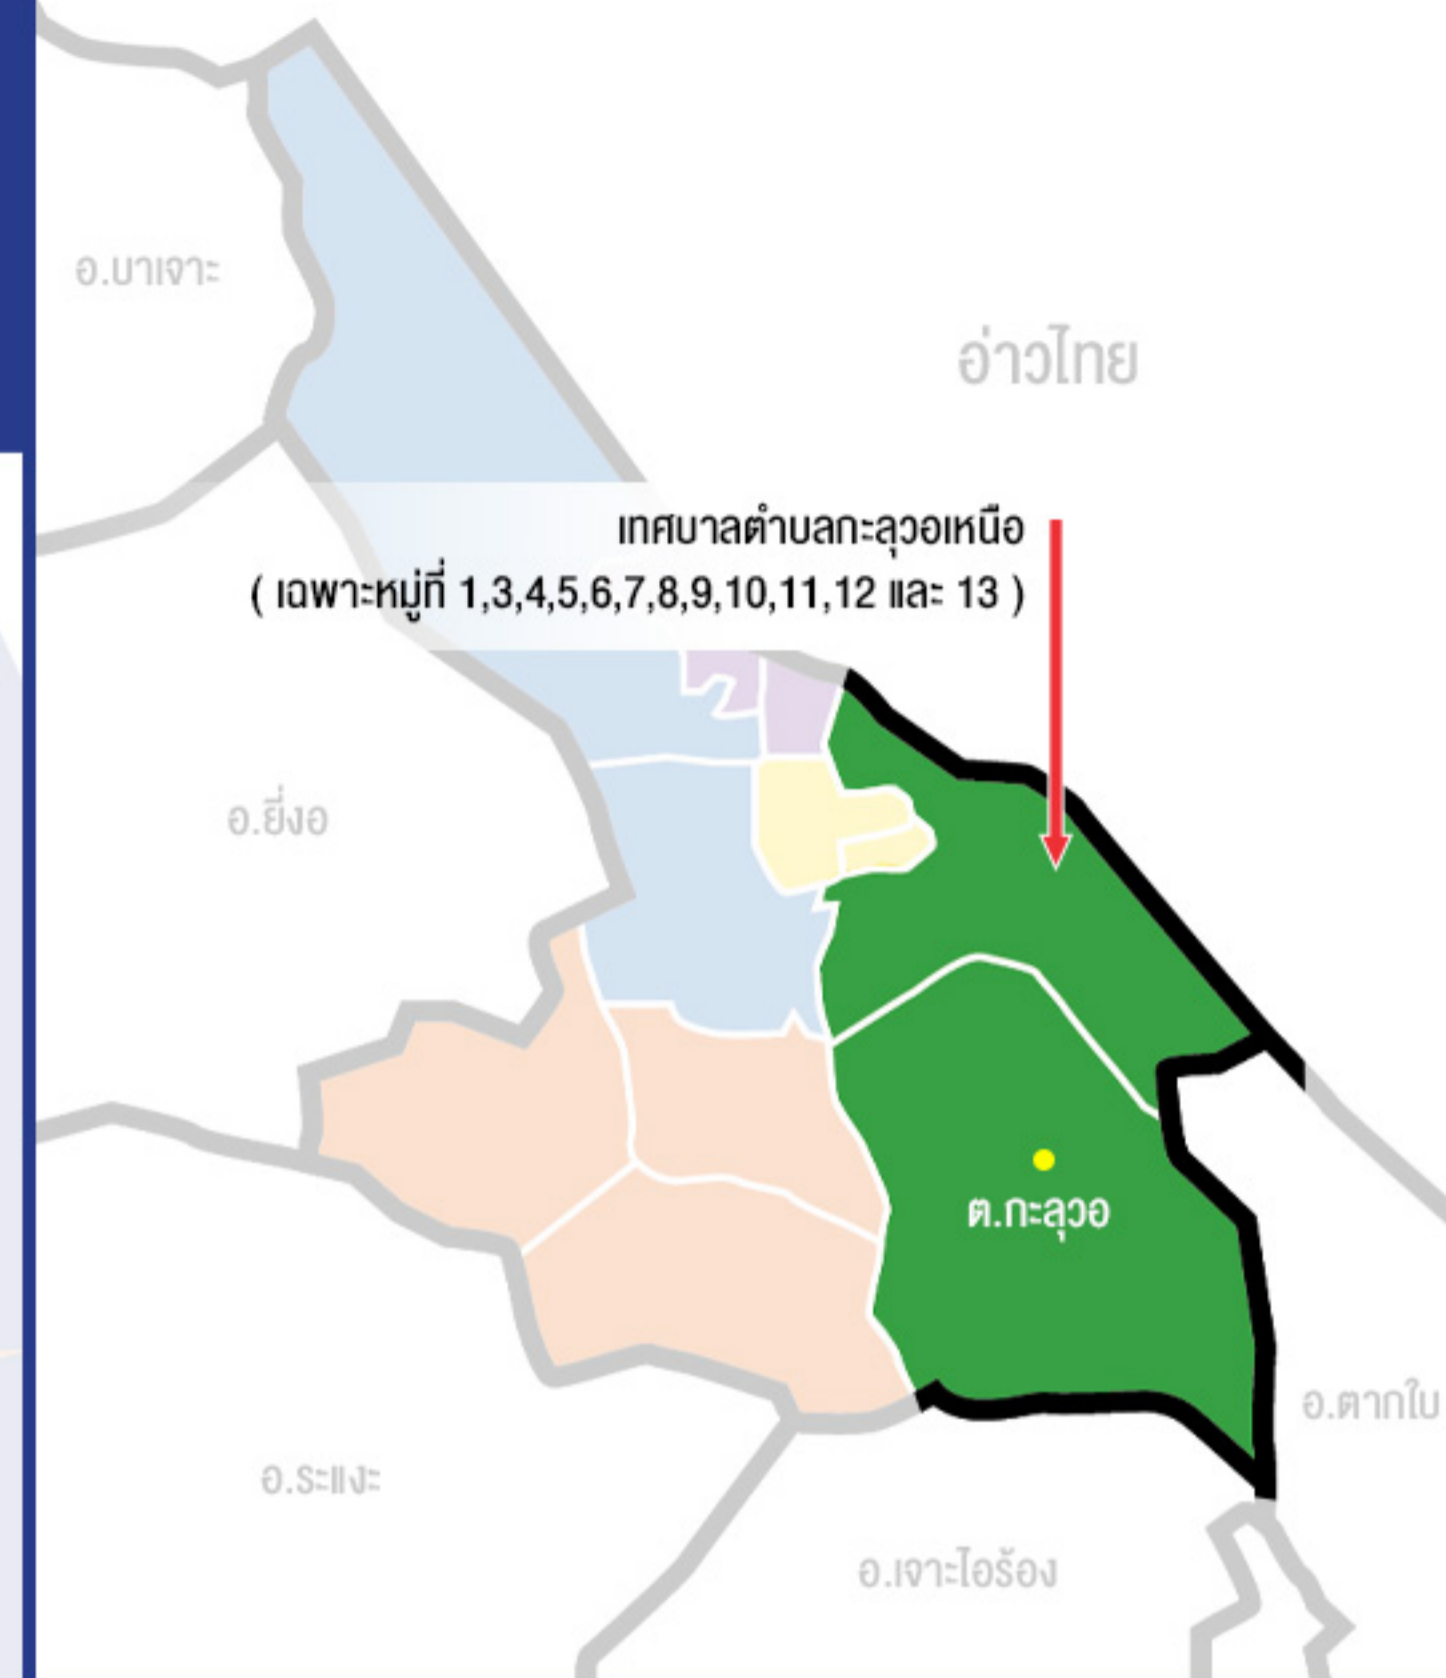 อ.บาเจาะ
อ่าวไทย
เทศบาลตำบลกะลุวอเหนือ
( เฉพาะหมู่ที่ 1,3,4,5,6,7,8,9,10,11,12 และ 13 )
อ.ยี่งอ
ต.กะลุวอ
อ.ตากใบ
อ.ระแงะ
อ.เจาะไอร้อง